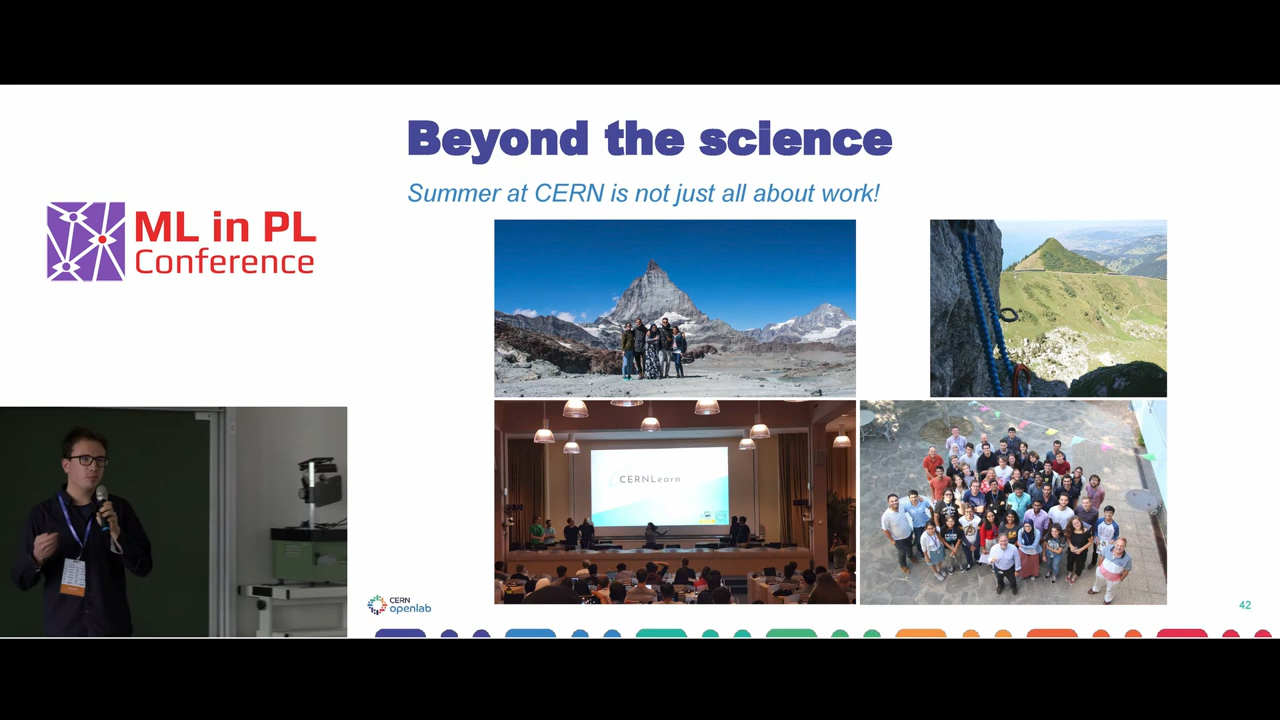 Beyond the science
Summer at CERN is not just all about work!
ML in PL
Conference
CERNLearn
CERN
openlab
42